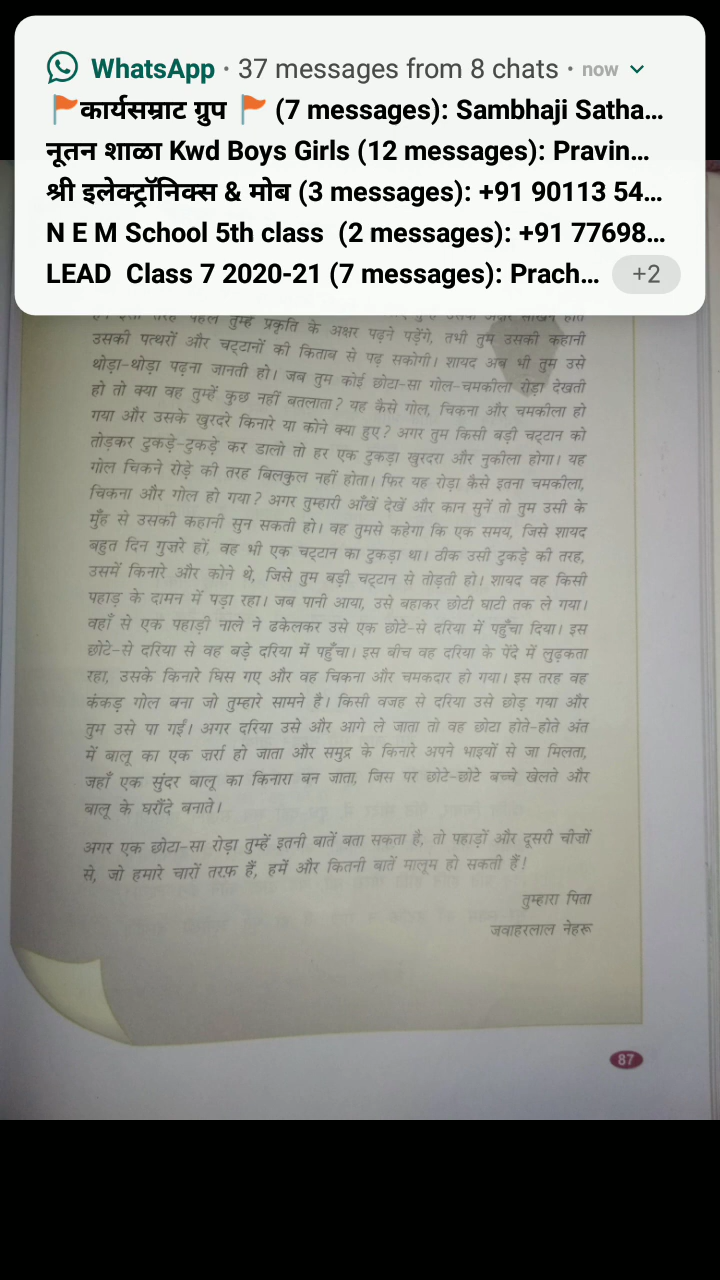 WhatsApp · 37 messages from 8 chats · now
🚩कार्यसम्राट ग्रुप 🚩 (7 messages): Sambhaji Satha...
नूतन शाळा Kwd Boys Girls (12 messages): Pravin...
श्री इलेक्ट्रॉनिक्स & मोब (3 messages): +91 90113 54...
N E M School 5th class (2 messages): +91 77698...
LEAD Class 7 2020-21 (7 messages): Prach... +2
तरह पहले तुम्हें प्रकृति के अक्षर पढ़ने पड़ेंगे, तभी तुम उसकी कहानी
उसकी पत्थरों और चट्टानों की किताब से पढ़ सकोगी। शायद अब भी तुम उसे
थोड़ा-थोड़ा पढ़ना जानती हो। जब तुम कोई छोटा-सा गोल-चमकीला रोड़ा देखती
हो तो क्या वह तुम्हें कुछ नहीं बतलाता? यह कैसे गोल, चिकना और चमकीला हो
गया और उसके खुरदरे किनारे या कोने क्या हुए? अगर तुम किसी बड़ी चट्टान को
तोड़कर टुकड़े-टुकड़े कर डालो तो हर एक टुकड़ा खुरदरा और नुकीला होगा। यह
गोल चिकने रोड़े की तरह बिलकुल नहीं होता। फिर यह रोड़ा कैसे इतना चमकीला,
चिकना और गोल हो गया? अगर तुम्हारी आँखें देखें और कान सुनें तो तुम उसी के
मुँह से उसकी कहानी सुन सकती हो। वह तुमसे कहेगा कि एक समय, जिसे शायद
बहुत दिन गुज़रे हों, वह भी एक चट्टान का टुकड़ा था। ठीक उसी टुकड़े की तरह,
उसमें किनारे और कोने थे, जिसे तुम बड़ी चट्टान से तोड़ती हो। शायद वह किसी
पहाड़ के दामन में पड़ा रहा। जब पानी आया, उसे बहाकर छोटी घाटी तक ले गया।
वहाँ से एक पहाड़ी नाले ने ढकेलकर उसे एक छोटे-से दरिया में पहुँचा दिया। इस
छोटे-से दरिया से वह बड़े दरिया में पहुँचा। इस बीच वह दरिया के पेंदे में लुढ़कता
रहा, उसके किनारे घिस गए और वह चिकना और चमकदार हो गया। इस तरह वह
कंकड़ गोल बना जो तुम्हारे सामने है। किसी वजह से दरिया उसे छोड़ गया और
तुम उसे पा गईं। अगर दरिया उसे और आगे ले जाता तो वह छोटा होते-होते अंत
में बालू का एक ज़र्रा हो जाता और समुद्र के किनारे अपने भाइयों से जा मिलता,
जहाँ एक सुंदर बालू का किनारा बन जाता, जिस पर छोटे-छोटे बच्चे खेलते और
बालू के घरौंदे बनाते।
अगर एक छोटा-सा रोड़ा तुम्हें इतनी बातें बता सकता है, तो पहाड़ों और दूसरी चीज़ों
से, जो हमारे चारों तरफ़ हैं, हमें और कितनी बातें मालूम हो सकती हैं!
तुम्हारा पिता
जवाहरलाल नेहरू
87